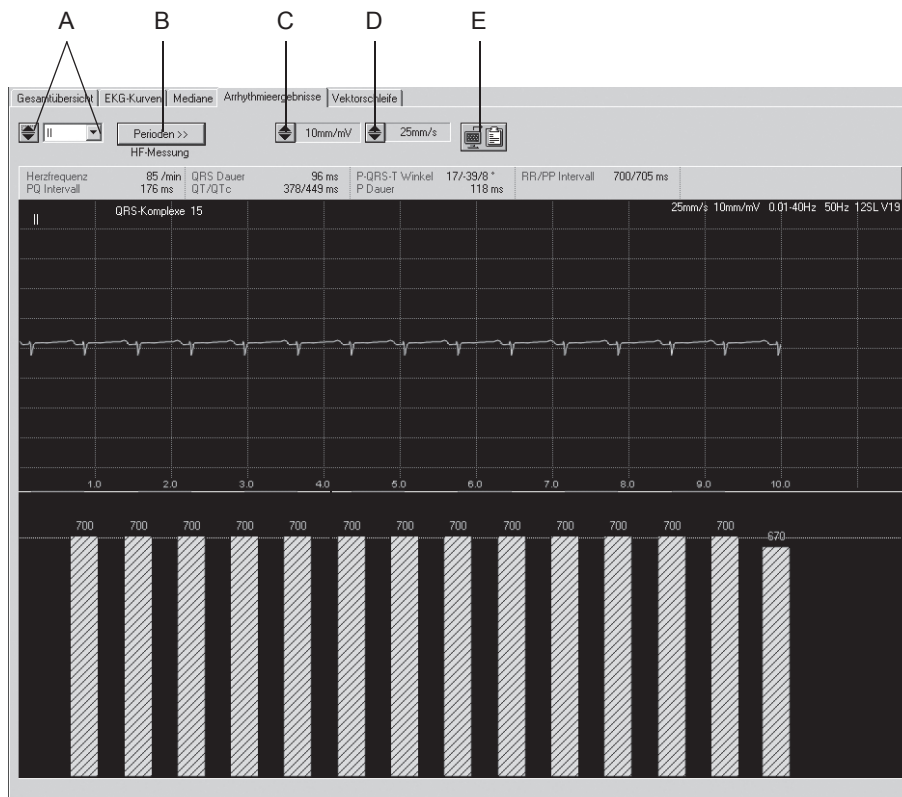 A B C D E
Gesamtübersicht EKG-Kurven Mediane Arrhythmieergebnisse Vektorschleife
II Perioden >> 10mm/mV 25mm/s
HF-Messung
Herzfrequenz 85 /min QRS Dauer 96 ms P-QRS-T Winkel 17/-39/8 ° RR/PP Intervall 700/705 ms
PQ Intervall 176 ms QT/QTc 378/449 ms P Dauer 118 ms
II QRS-Komplexe 15 25mm/s 10mm/mV 0.01-40Hz 50Hz 12SL V19
1.0 2.0 3.0 4.0 5.0 6.0 7.0 8.0 9.0 10.0
700 700 700 700 700 700 700 700 700 700 700 700 700 670